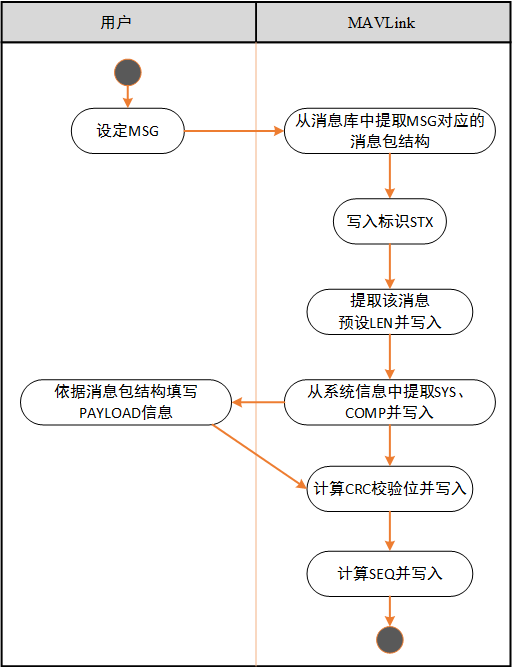 用户
MAVLink
设定MSG
从消息库中提取MSG对应的
消息包结构
写入标识STX
提取该消息
预设LEN并写入
依据消息包结构填写
PAYLOAD信息
从系统信息中提取SYS、
COMP并写入
计算CRC校验位并写入
计算SEQ并写入